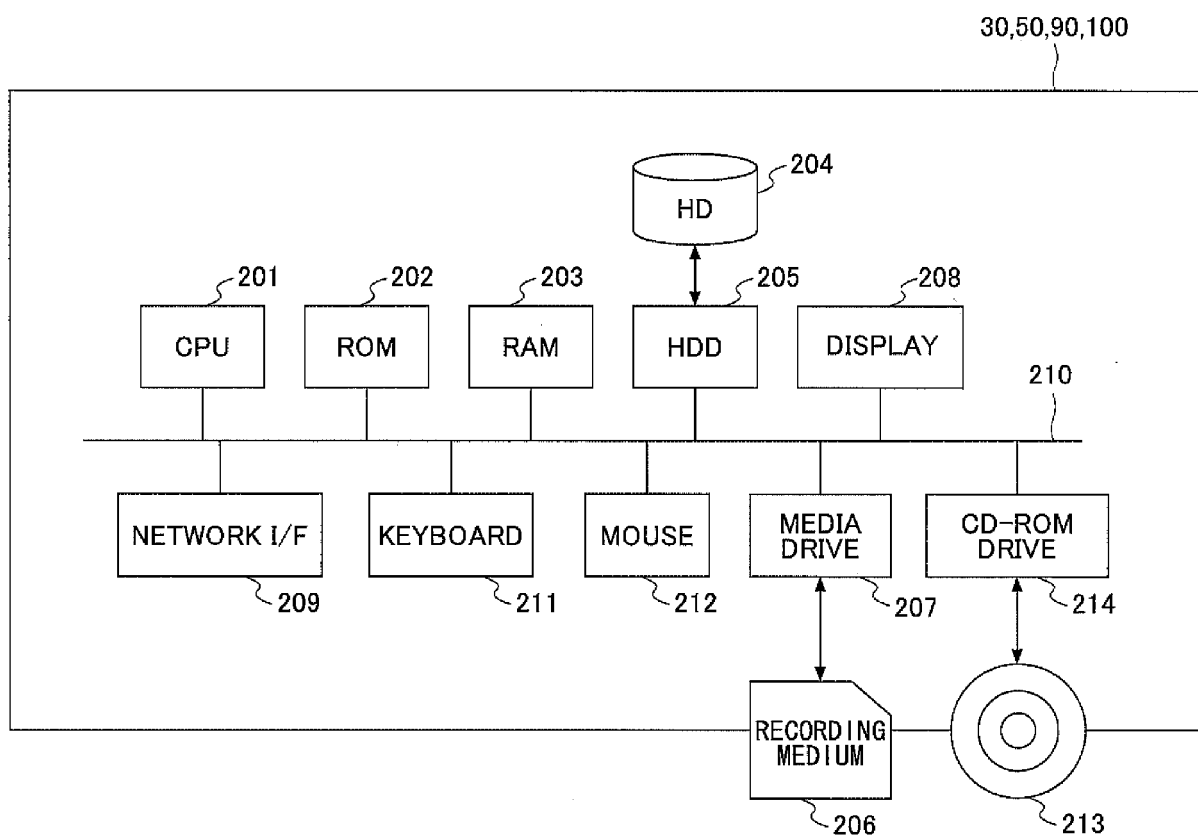 30,50,90,100
204
HD
201
202
203
205
208
CPU
ROM
RAM
HDD
DISPLAY
210
NETWORK I/F
KEYBOARD
MOUSE
MEDIA
DRIVE
CD-ROM
DRIVE
209
211
212
207
214
RECORDING
MEDIUM
206
213